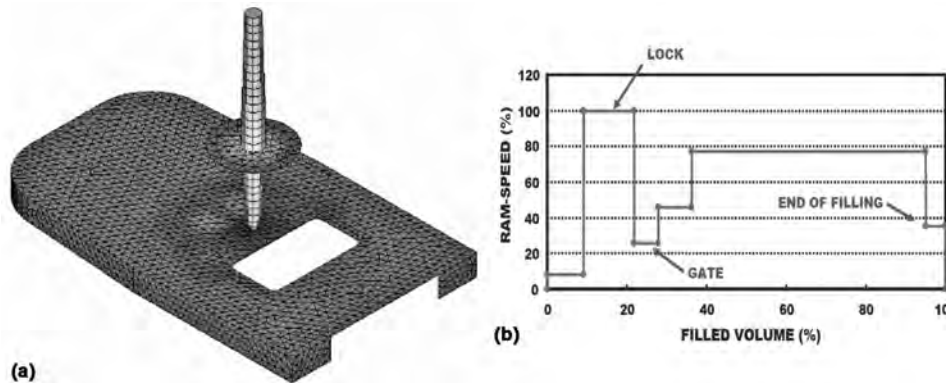 (a)
(b)
RAM-SPEED (%)
120
100
80
60
40
20
0
LOCK
GATE
END OF FILLING
0
20
40
60
80
100
FILLED VOLUME (%)